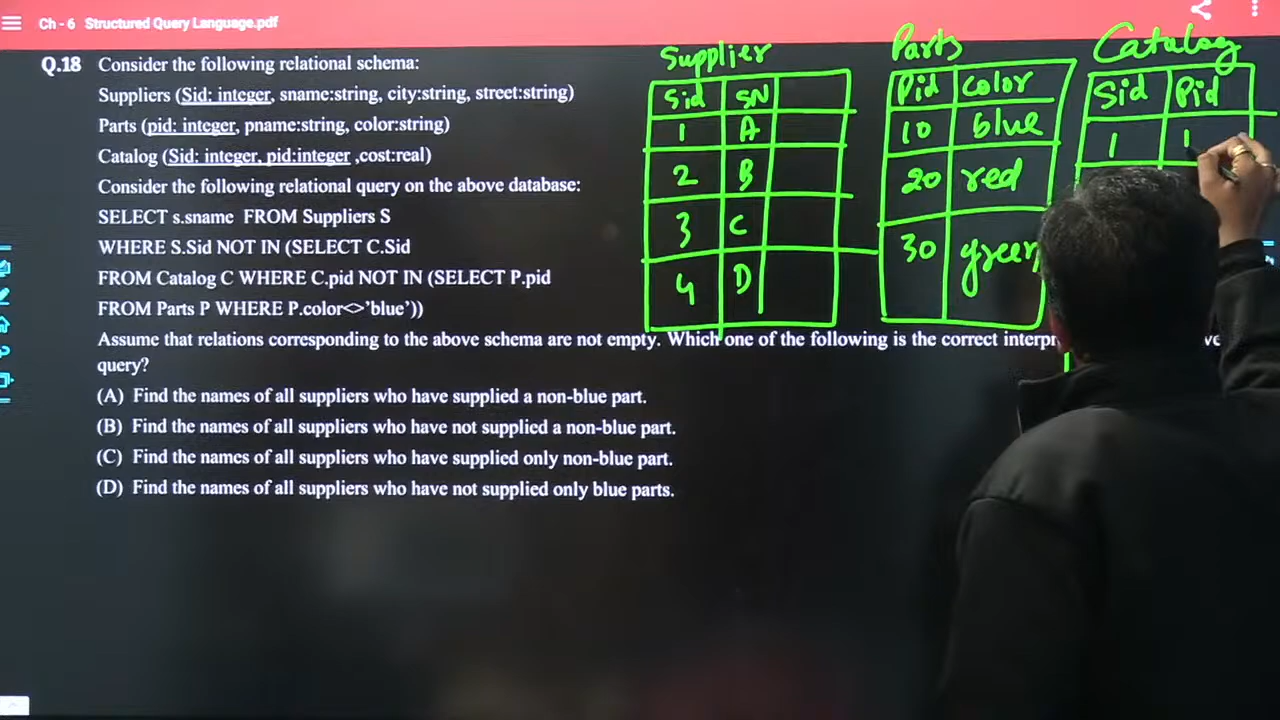 Ch - 6 Structured Query Language.pdf
Q.18 Consider the following relational schema:
Suppliers (Sid: integer, sname:string, city:string, street:string)
Parts (pid: integer, pname:string, color:string)
Catalog (Sid: integer, pid:integer ,cost:real)
Consider the following relational query on the above database:
SELECT s.sname FROM Suppliers S
WHERE S.Sid NOT IN (SELECT C.Sid
FROM Catalog C WHERE C.pid NOT IN (SELECT P.pid
FROM Parts P WHERE P.color<>'blue'))
Assume that relations corresponding to the above schema are not empty. Which one of the following is the correct
query?
(A) Find the names of all suppliers who have supplied a non-blue part.
(B) Find the names of all suppliers who have not supplied a non-blue part.
(C) Find the names of all suppliers who have supplied only non-blue part.
(D) Find the names of all suppliers who have not supplied only blue parts.
Supplier
Sid SN
1 A
2 B
3 C
4 D
Parts
Pid color
10 blue
20 red
30 green
Catalog
Sid Pid
1 1